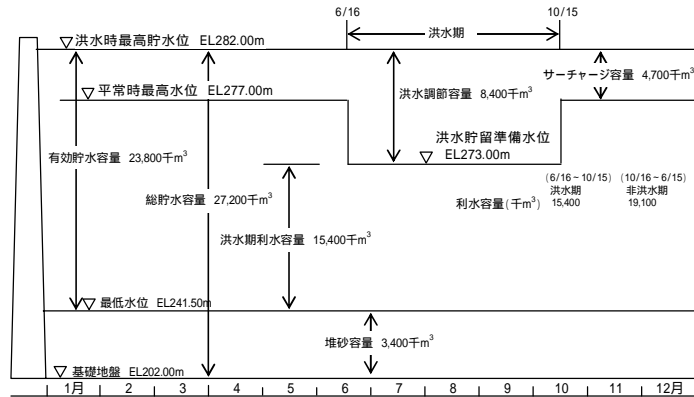 6/16
10/15
洪水期
洪水時最高貯水位 EL282.00m
サーチャージ容量 4,700千m³
平常時最高水位 EL277.00m
洪水調節容量 8,400千m³
洪水貯留準備水位
EL273.00m
有効貯水容量 23,800千m³
総貯水容量 27,200千m³
(6/16~10/15) (10/16~6/15)
洪水期 非洪水期
利水容量(千m³) 15,400 19,100
洪水期利水容量 15,400千m³
最低水位 EL241.50m
堆砂容量 3,400千m³
基礎地盤 EL202.00m
1月 2 3 4 5 6 7 8 9 10 11 12月